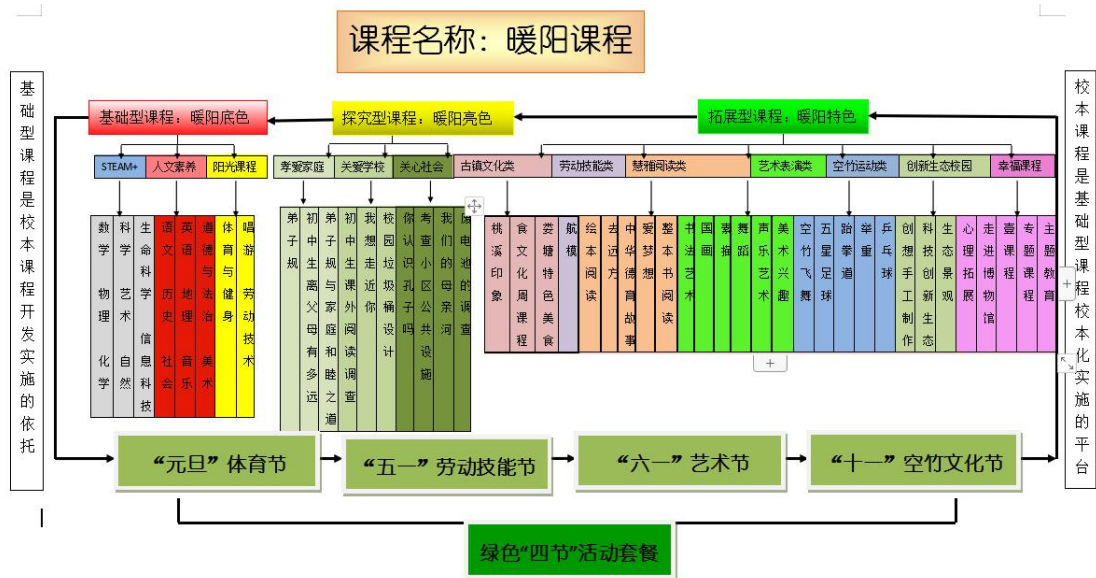 课程名称：暖阳课程
基础型课程是校本课程开发实施的依托
校本课程是基础型课程校本化实施的平台
基础型课程：暖阳底色
探究型课程：暖阳亮色
拓展型课程：暖阳特色
STEAM+
人文素养
阳光课程
孝爱家庭
关爱学校
关心社会
古镇文化类
劳动技能类
慧雅阅读类
艺术表演类
空竹运动类
创新生态校园
幸福课程
数学 物理 化学
科学 艺术 自然
生命科学 信息科技
语文 历史 社会
英语 地理 音乐
道德与法治 美术
体育与健身
唱游 劳动技术
弟子规
初中生离父母有多远
弟子规与家庭和睦之道
初中生课外阅读调查
我想走近你
校园垃圾桶设计
你认识孔子吗
考查小区公共设施
我们的母亲河
电池的调查
桃溪印象
食文化周课程
娄塘特色美食
航模
绘本阅读
去远方
中华德育故事
爱梦想
整本书阅读
书法艺术
国画
素描
舞蹈
声乐艺术
美术兴趣
空竹飞舞
五星足球
跆拳道
举重
乒乓球
创想手工制作
科技创新生态
生态景观
心理拓展
走进博物馆
壹课程
专题课程
主题教育
“元旦”体育节
“五一”劳动技能节
“六一”艺术节
“十一”空竹文化节
绿色“四节”活动套餐